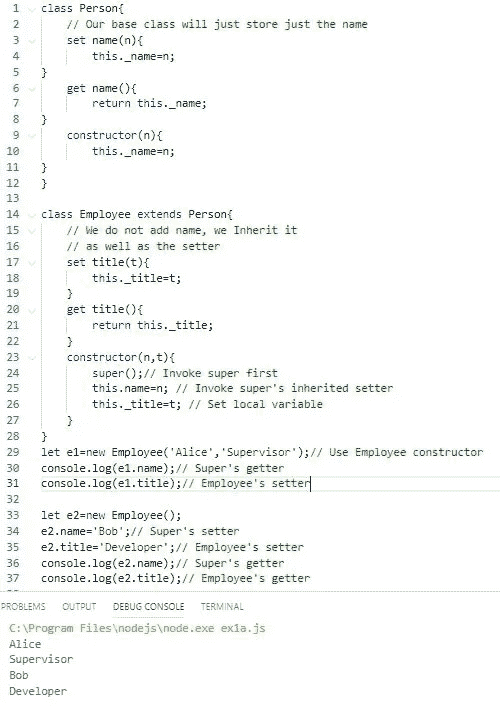 1 class Person{
2 // Our base class will just store just the name
3 set name(n){
4 this._name=n;
5 }
6 get name(){
7 return this._name;
8 }
9 constructor(n){
10 this._name=n;
11 }
12 }
13
14 class Employee extends Person{
15 // We do not add name, we Inherit it
16 // as well as the setter
17 set title(t){
18 this._title=t;
19 }
20 get title(){
21 return this._title;
22 }
23 constructor(n,t){
24 super();// Invoke super first
25 this.name=n; // Invoke super's inherited setter
26 this._title=t; // Set local variable
27 }
28 }
29 let e1=new Employee('Alice','Supervisor');// Use Employee constructor
30 console.log(e1.name);// Super's getter
31 console.log(e1.title);// Employee's setter
32
33 let e2=new Employee();
34 e2.name='Bob';// Super's setter
35 e2.title='Developer';// Employee's setter
36 console.log(e2.name);// Super's getter
37 console.log(e2.title);// Employee's getter
PROBLEMS OUTPUT DEBUG CONSOLE TERMINAL
C:\Program Files\nodejs\node.exe ex1a.js
Alice
Supervisor
Bob
Developer